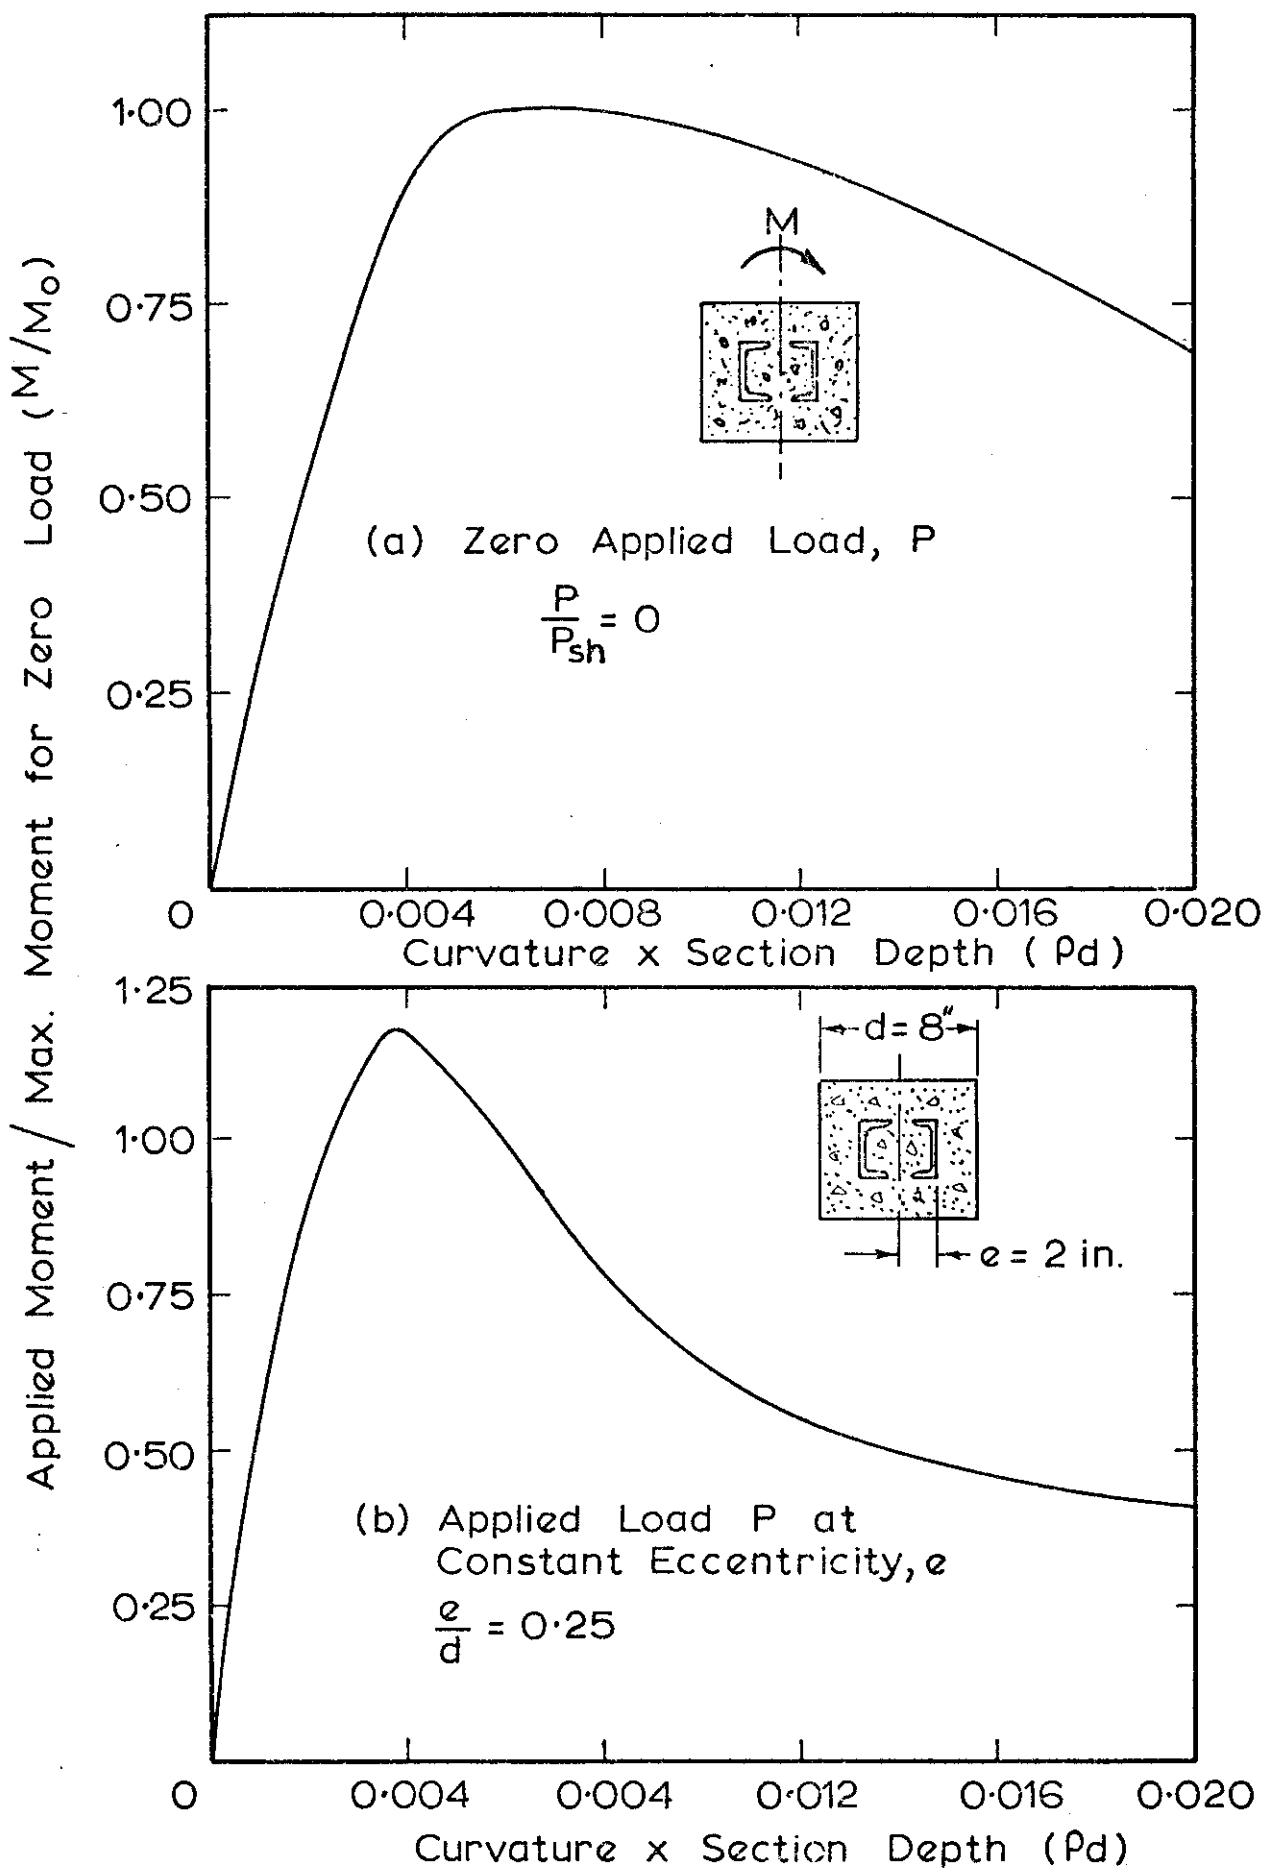 Applied Moment / Max. Moment for Zero Load (M/Mo)
1·00
0·75
0·50
0·25
M
(a) Zero Applied Load, P
P
Psh = 0
0 0·004 0·008 0·012 0·016 0·020
Curvature x Section Depth (ρd)
1·25
1·00
0·75
0·50
0·25
d = 8"
e = 2 in.
(b) Applied Load P at
Constant Eccentricity, e
e
d = 0·25
0 0·004 0·004 0·012 0·016 0·020
Curvature x Section Depth (ρd)